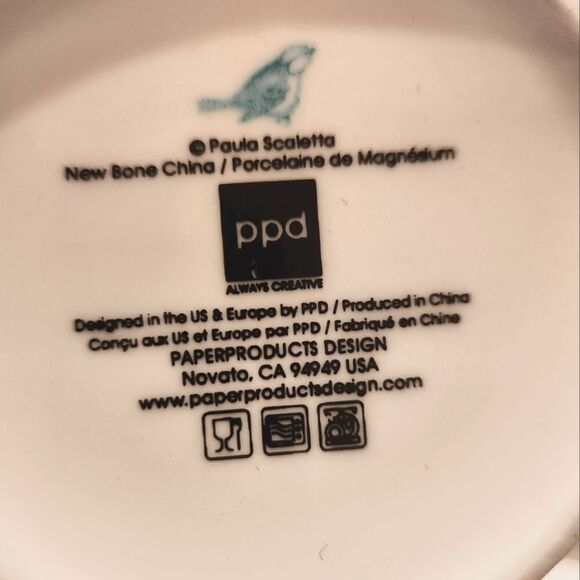 © Paula Scaletta
New Bone China / Porcelaine de Magnésium
ppd
ALWAYS CREATIVE
Designed in the US & Europe by PPD / Produced in China
Conçu aux US et Europe par PPD / Fabriqué en Chine
PAPERPRODUCTS DESIGN
Novato, CA 94949 USA
www.paperproductsdesign.com